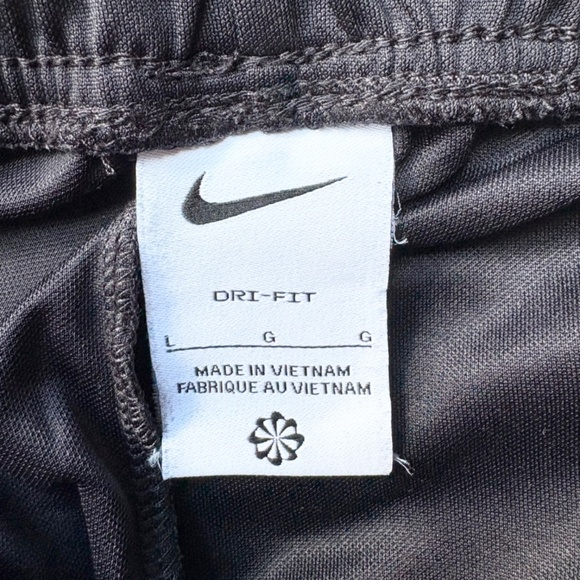 DRI-FIT
L G G
MADE IN VIETNAM
FABRIQUE AU VIETNAM